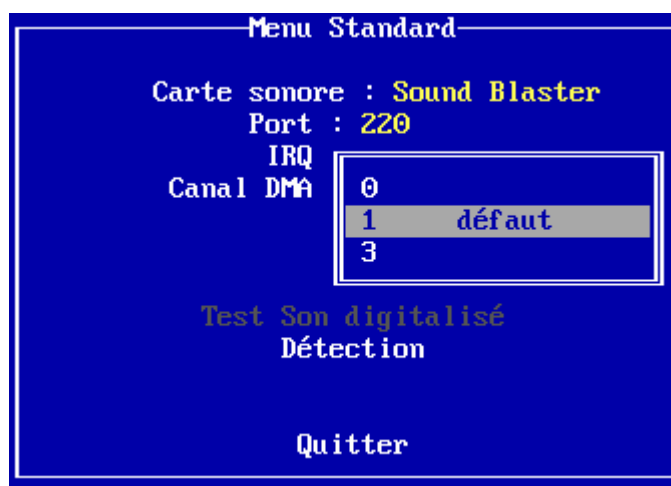 Menu Standard
Carte sonore : Sound Blaster
Port : 220
IRQ
Canal DMA
0
1 défaut
3
Test Son digitalisé
Détection
Quitter